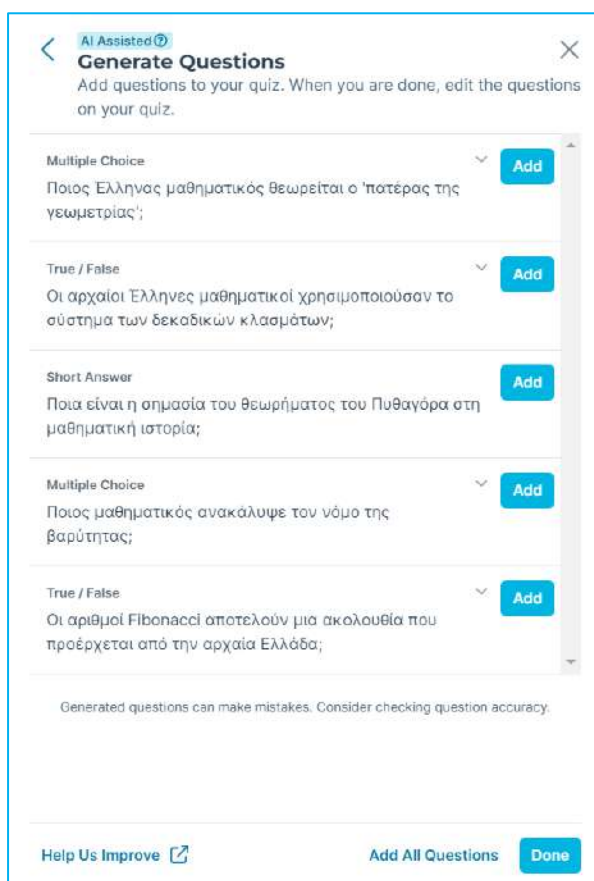 AI Assisted
Generate Questions
Add questions to your quiz. When you are done, edit the questions
on your quiz.
Multiple Choice
Add
Ποιος Έλληνας μαθηματικός θεωρείται ο 'πατέρας της
γεωμετρίας';
True / False
Add
Οι αρχαίοι Έλληνες μαθηματικοί χρησιμοποιούσαν το
σύστημα των δεκαδικών κλασμάτων;
Short Answer
Add
Ποια είναι η σημασία του θεωρήματος του Πυθαγόρα στη
μαθηματική ιστορία;
Multiple Choice
Add
Ποιος μαθηματικός ανακάλυψε τον νόμο της
βαρύτητας;
True / False
Add
Οι αριθμοί Fibonacci αποτελούν μια ακολουθία που
προέρχεται από την αρχαία Ελλάδα;
Generated questions can make mistakes. Consider checking question accuracy.
Help Us Improve
Add All Questions
Done